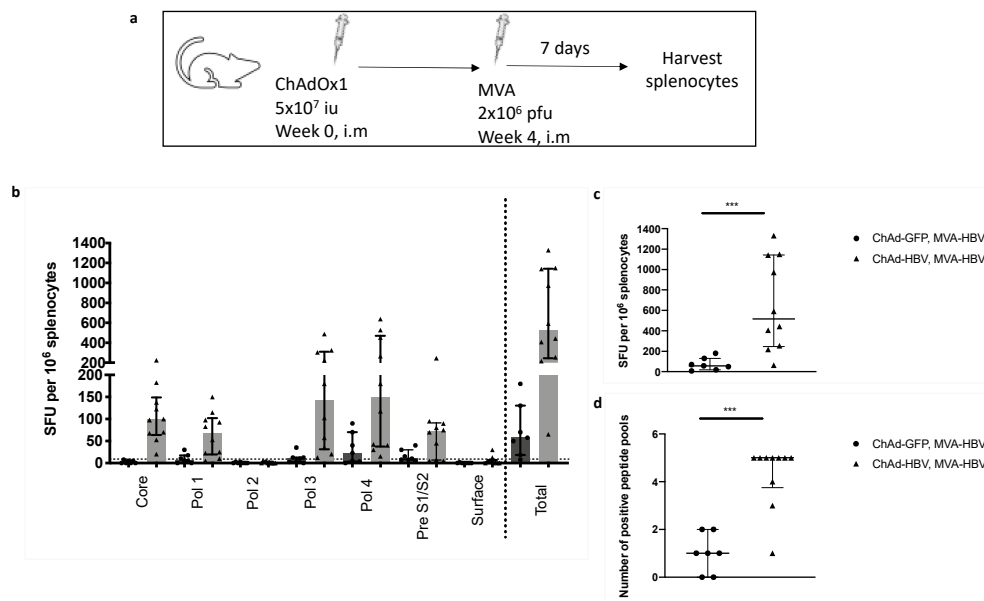 a
ChAdOx1
5x10⁷ iu
Week 0, i.m
MVA
2x10⁶ pfu
Week 4, i.m
7 days
Harvest
splenocytes
b
SFU per 10⁶ splenocytes
1400
1200
1000
800
600
400
200
200
150
100
50
0
Core
Pol 1
Pol 2
Pol 3
Pol 4
Pre S1/S2
Surface
Total
c
SFU per 10⁶ splenocytes
1400
1200
1000
800
600
400
200
0
***
ChAd-GFP, MVA-HBV
ChAd-HBV, MVA-HBV
d
Number of positive peptide pools
6
4
2
0
***
ChAd-GFP, MVA-HBV
ChAd-HBV, MVA-HBV